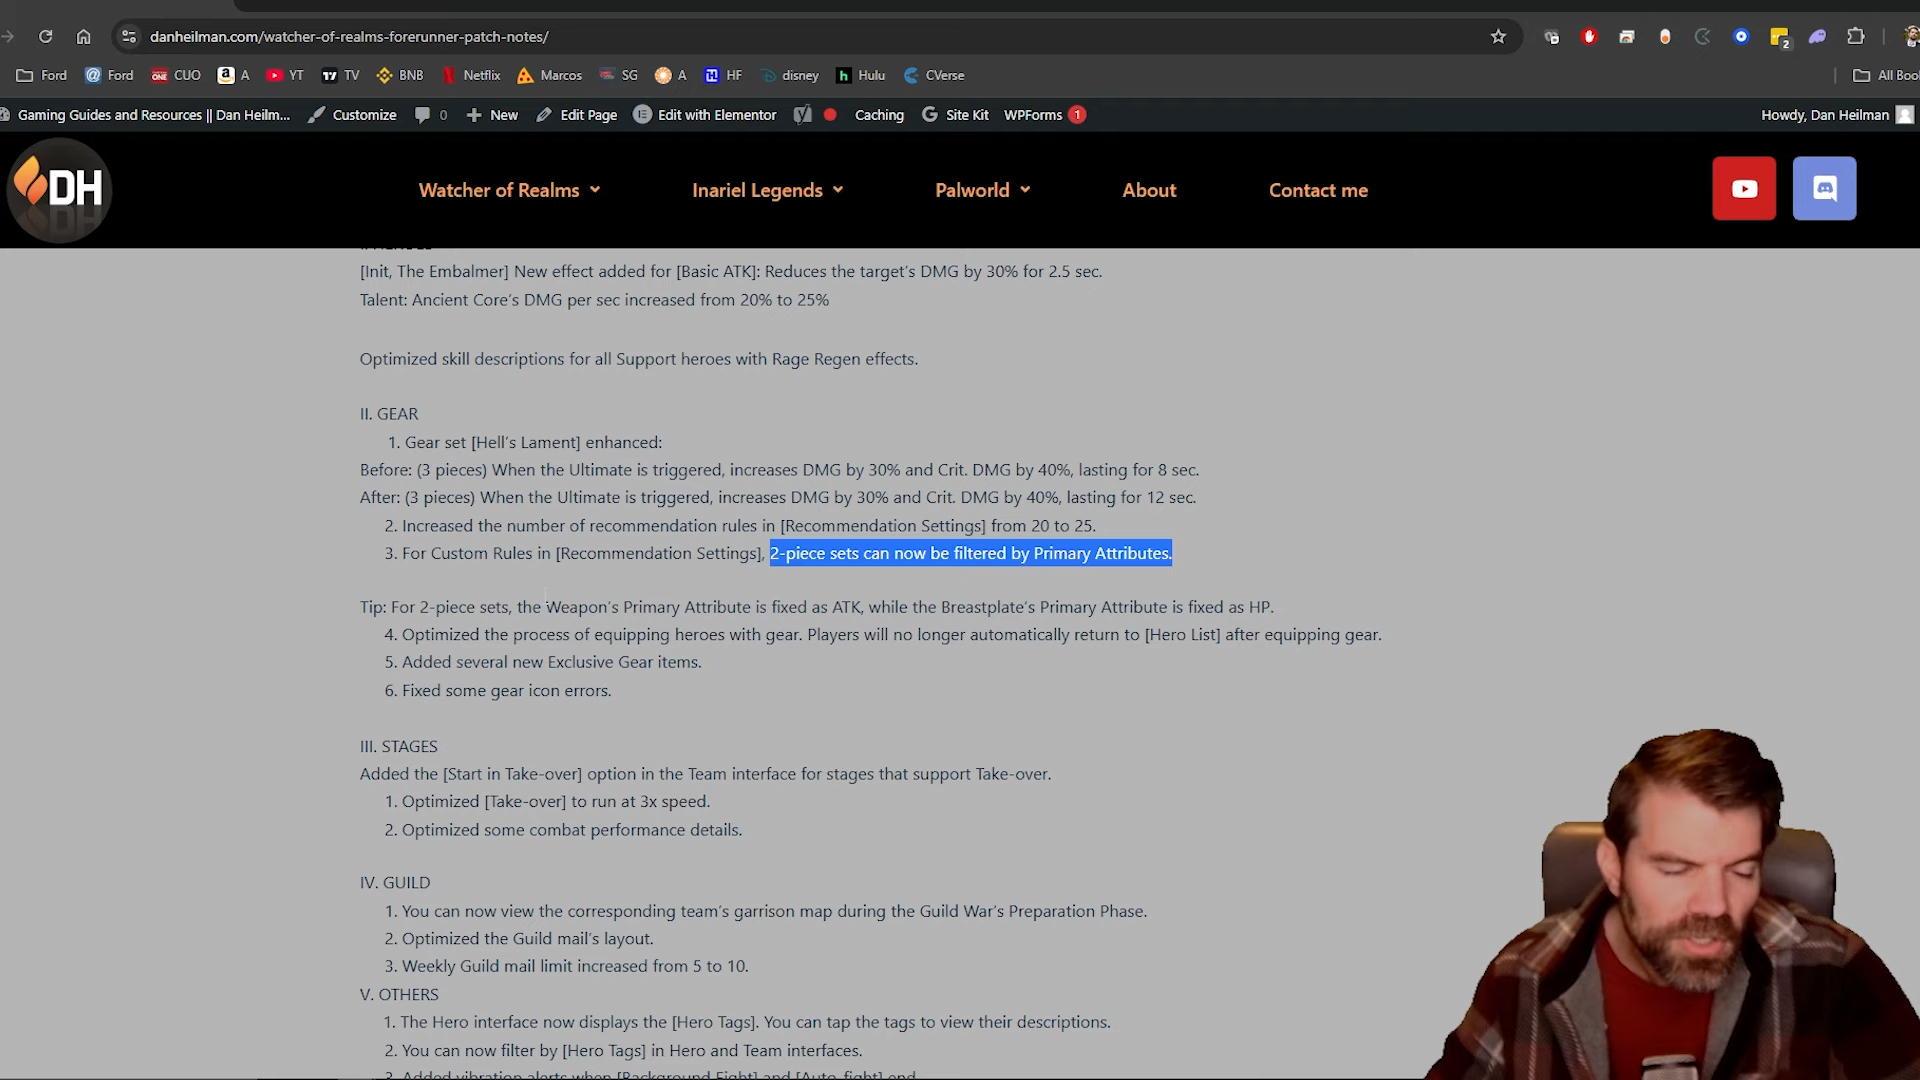 danheilman.com/watcher-of-realms-forerunner-patch-notes/
2
Ford Ford CUO A YT TV BNB Netflix Marcos SG A HF disney Hulu CVerse All Boo
Gaming Guides and Resources || Dan Heilm... Customize 0 New Edit Page Edit with Elementor Caching Site Kit WPForms 1 Howdy, Dan Heilman
DH Watcher of Realms Inariel Legends Palworld About Contact me
[Init, The Embalmer] New effect added for [Basic ATK]: Reduces the target's DMG by 30% for 2.5 sec.
Talent: Ancient Core's DMG per sec increased from 20% to 25%
Optimized skill descriptions for all Support heroes with Rage Regen effects.
II. GEAR
1. Gear set [Hell's Lament] enhanced:
Before: (3 pieces) When the Ultimate is triggered, increases DMG by 30% and Crit. DMG by 40%, lasting for 8 sec.
After: (3 pieces) When the Ultimate is triggered, increases DMG by 30% and Crit. DMG by 40%, lasting for 12 sec.
2. Increased the number of recommendation rules in [Recommendation Settings] from 20 to 25.
3. For Custom Rules in [Recommendation Settings], 2-piece sets can now be filtered by Primary Attributes.
Tip: For 2-piece sets, the Weapon's Primary Attribute is fixed as ATK, while the Breastplate's Primary Attribute is fixed as HP.
4. Optimized the process of equipping heroes with gear. Players will no longer automatically return to [Hero List] after equipping gear.
5. Added several new Exclusive Gear items.
6. Fixed some gear icon errors.
III. STAGES
Added the [Start in Take-over] option in the Team interface for stages that support Take-over.
1. Optimized [Take-over] to run at 3x speed.
2. Optimized some combat performance details.
IV. GUILD
1. You can now view the corresponding team's garrison map during the Guild War's Preparation Phase.
2. Optimized the Guild mail's layout.
3. Weekly Guild mail limit increased from 5 to 10.
V. OTHERS
1. The Hero interface now displays the [Hero Tags]. You can tap the tags to view their descriptions.
2. You can now filter by [Hero Tags] in Hero and Team interfaces.
3. Added vibration alerts when [Background Fight] and [Auto-fight] end.